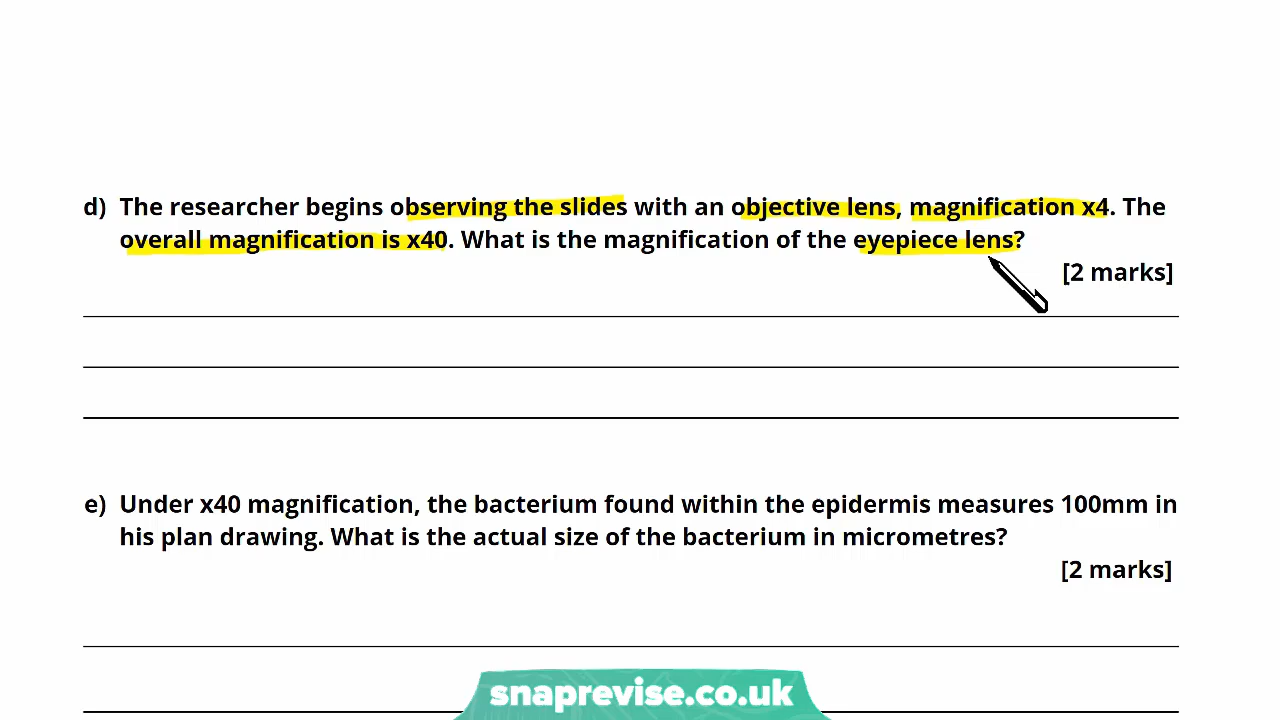 d) The researcher begins observing the slides with an objective lens, magnification x4. The
overall magnification is x40. What is the magnification of the eyepiece lens?
[2 marks]
e) Under x40 magnification, the bacterium found within the epidermis measures 100mm in
his plan drawing. What is the actual size of the bacterium in micrometres?
[2 marks]
snaprevise.co.uk